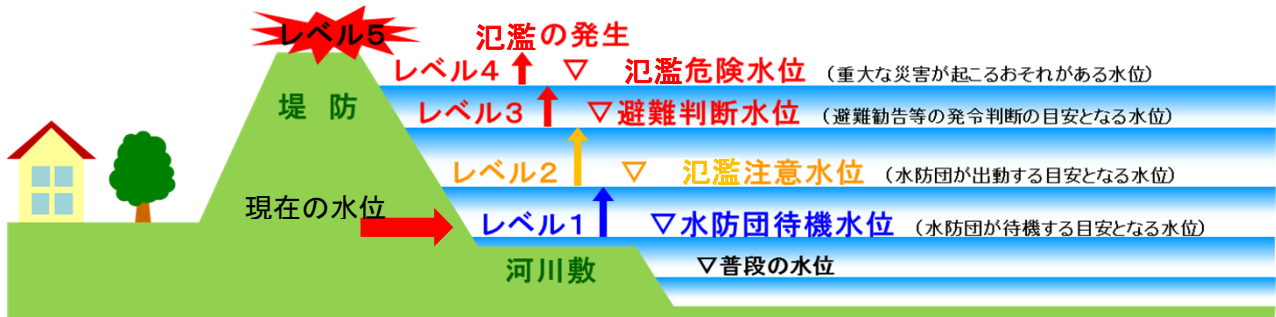 レベル5 氾濫の発生
レベル4 ▽ 氾濫危険水位 (重大な災害が起こるおそれがある水位)
堤 防 レベル3 ▽避難判断水位 (避難勧告等の発令判断の目安となる水位)
レベル2 ▽ 氾濫注意水位 (水防団が出動する目安となる水位)
現在の水位 レベル1 ▽水防団待機水位 (水防団が待機する目安となる水位)
河川敷 ▽普段の水位